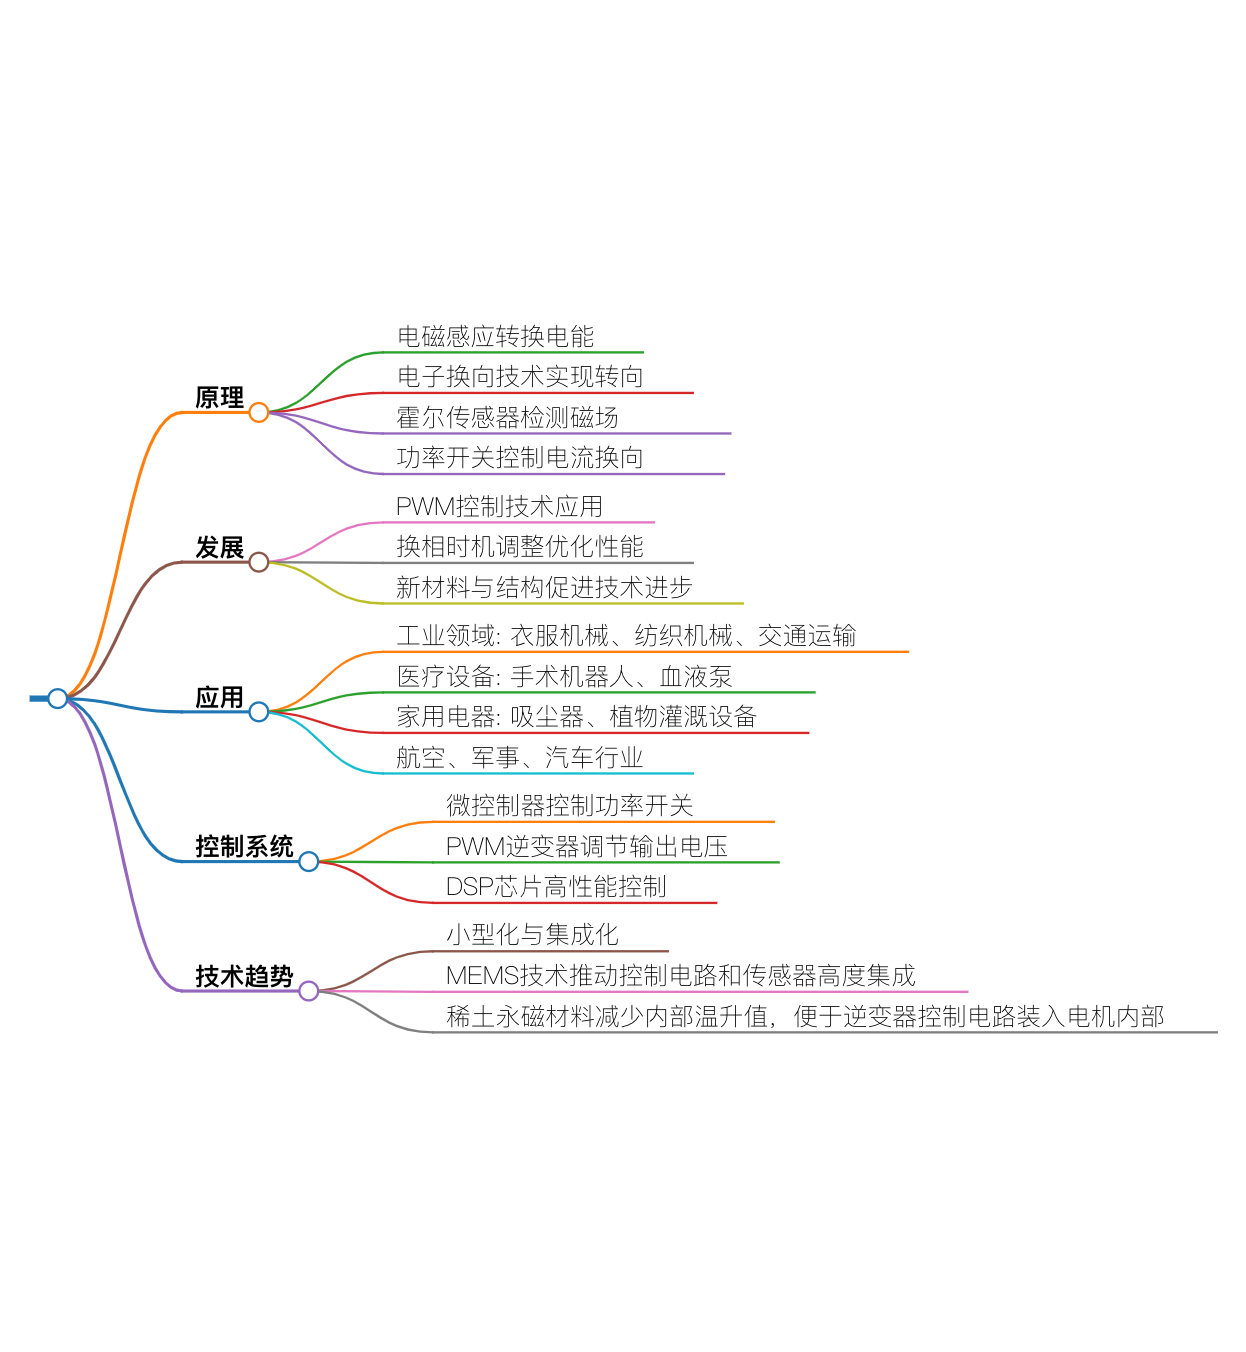 原理
电磁感应转换电能
电子换向技术实现转向
霍尔传感器检测磁场
功率开关控制电流换向
发展
PWM控制技术应用
换相时机调整优化性能
新材料与结构促进技术进步
应用
工业领域: 衣服机械、纺织机械、交通运输
医疗设备: 手术机器人、血液泵
家用电器: 吸尘器、植物灌溉设备
航空、军事、汽车行业
控制系统
微控制器控制功率开关
PWM逆变器调节输出电压
DSP芯片高性能控制
技术趋势
小型化与集成化
MEMS技术推动控制电路和传感器高度集成
稀土永磁材料减少内部温升值，便于逆变器控制电路装入电机内部